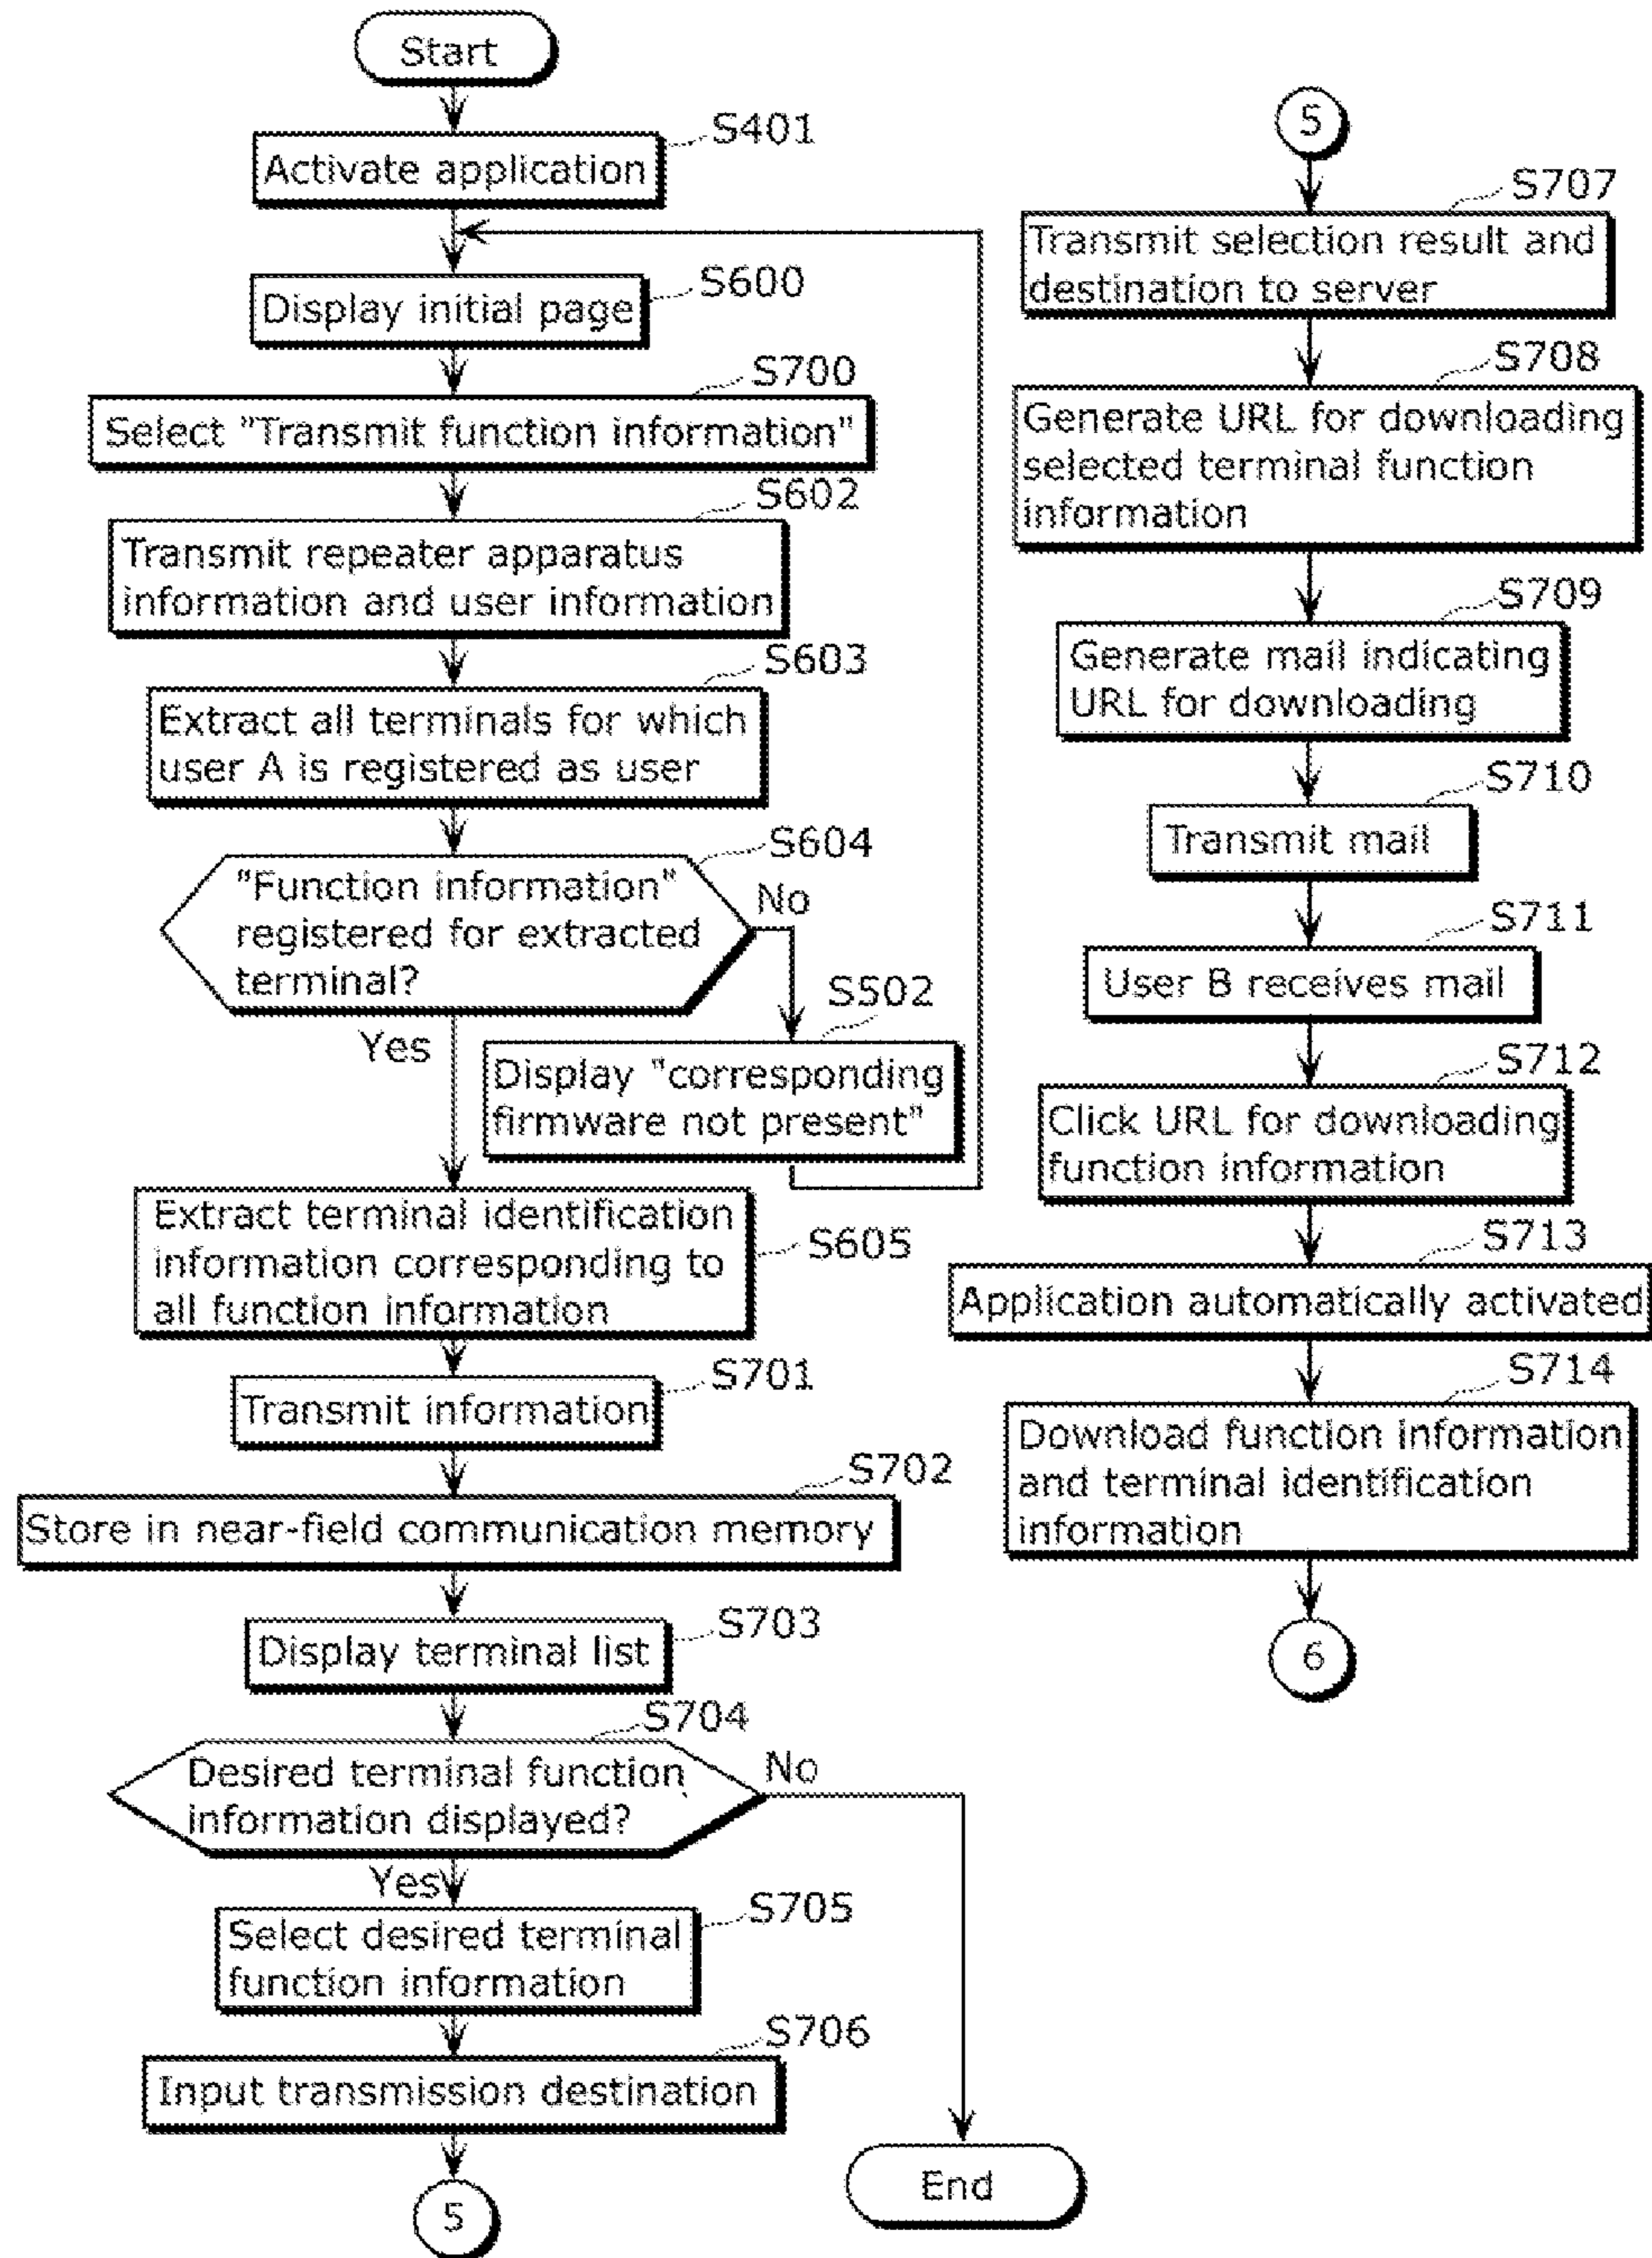 Start
S401
Activate application
S600
Display initial page
S700
Select "Transmit function information"
S602
Transmit repeater apparatus
information and user information
S603
Extract all terminals for which
user A is registered as user
S604
"Function information"
registered for extracted
terminal?
No
Yes
S502
Display "corresponding
firmware not present"
Extract terminal identification
information corresponding to
all function information
S605
S701
Transmit information
S702
Store in near-field communication memory
S703
Display terminal list
S704
Desired terminal function
information displayed?
No
Yes
S705
Select desired terminal
function information
S706
Input transmission destination
5
End
5
S707
Transmit selection result and
destination to server
S708
Generate URL for downloading
selected terminal function
information
S709
Generate mail indicating
URL for downloading
S710
Transmit mail
S711
User B receives mail
S712
Click URL for downloading
function information
S713
Application automatically activated
S714
Download function information
and terminal identification
information
6